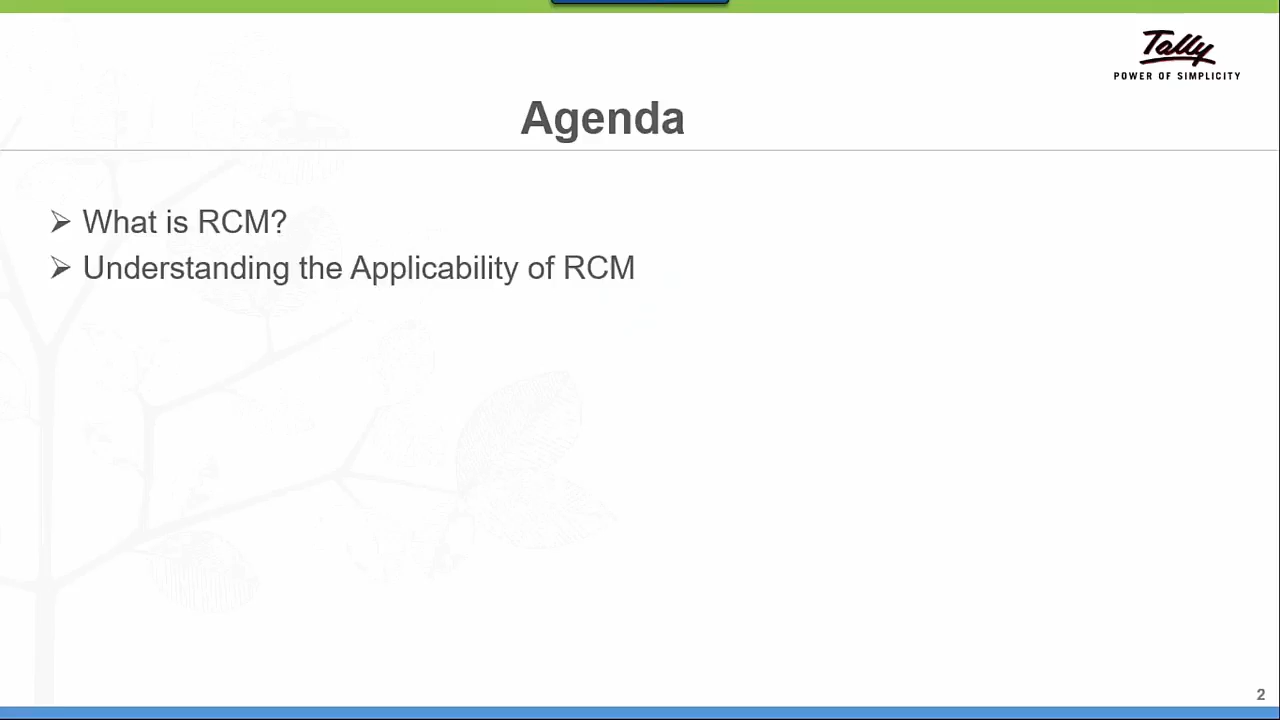 Tally
POWER OF SIMPLICITY
Agenda
➢ What is RCM?
➢ Understanding the Applicability of RCM
2